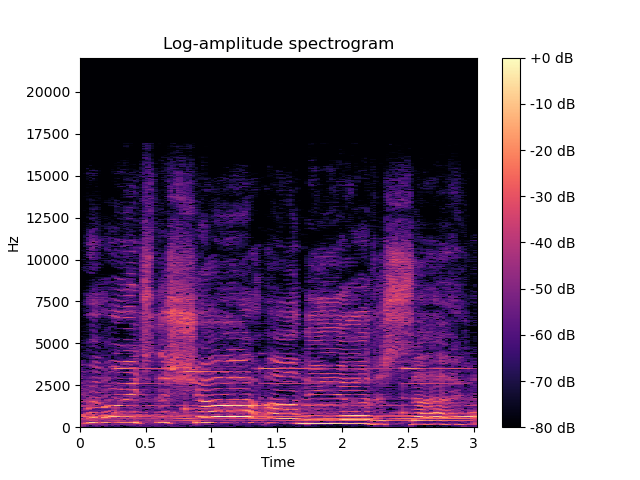 Log-amplitude spectrogram
20000
17500
15000
12500
10000
7500
5000
2500
0
Hz
0 0.5 1 1.5 2 2.5 3
Time
+0 dB
-10 dB
-20 dB
-30 dB
-40 dB
-50 dB
-60 dB
-70 dB
-80 dB